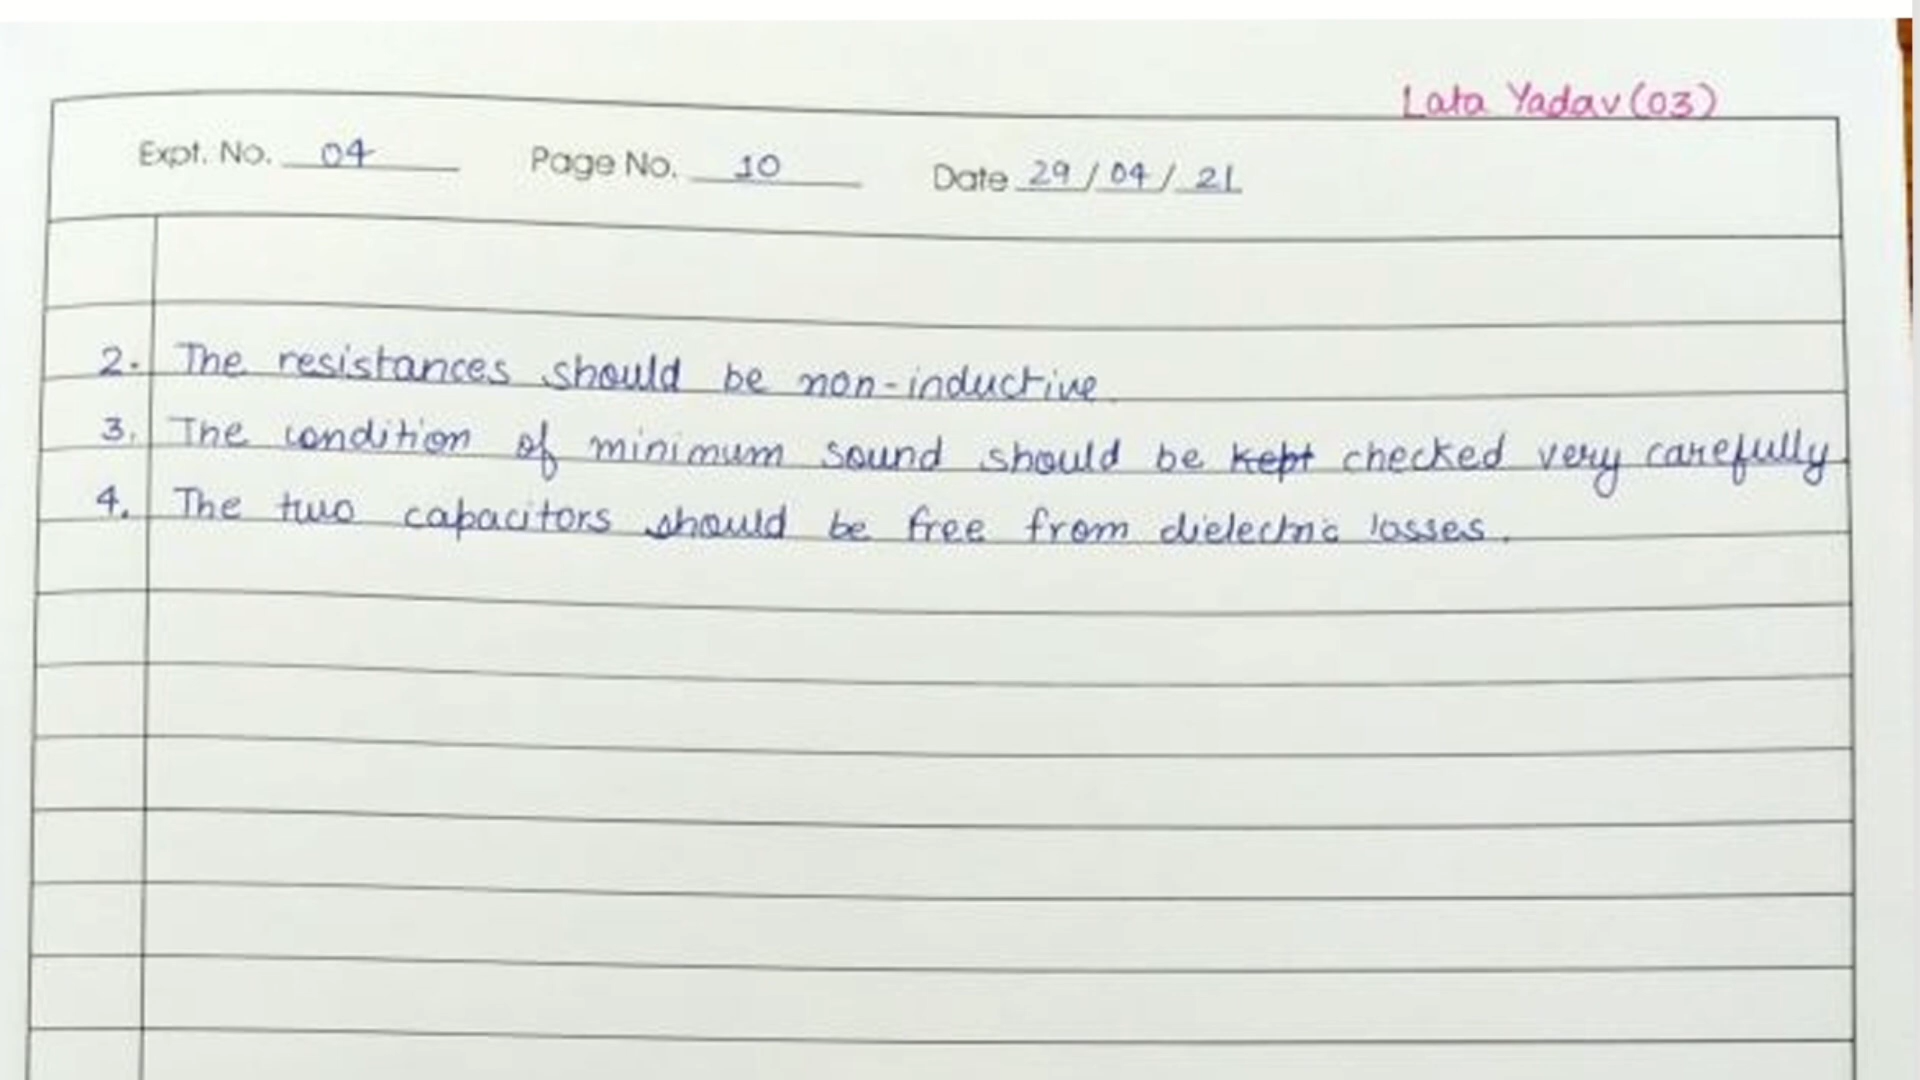 Lata Yadav (03)
Expt. No. 04 Page No. 10 Date 29/04/21
2. The resistances should be non-inductive.
3. The condition of minimum sound should be kept checked very carefully
4. The two capacitors should be free from dielectric losses.